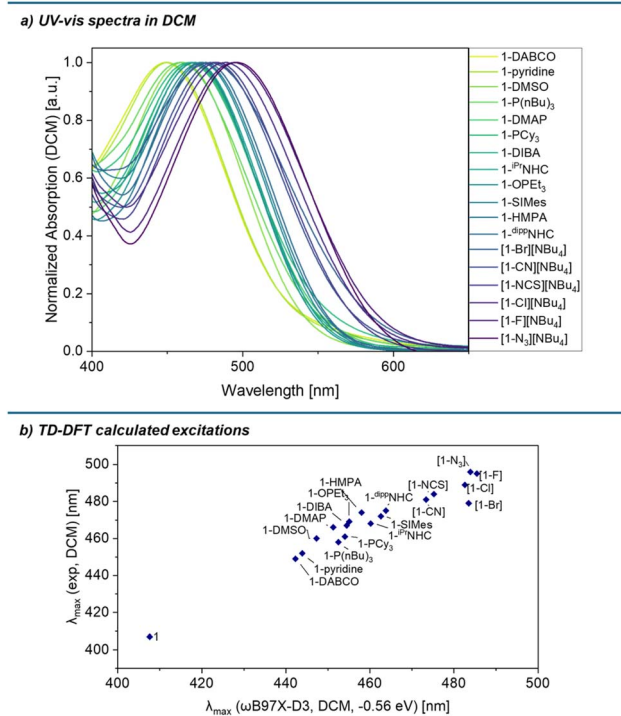 a) UV-vis spectra in DCM
Normalized Absorption (DCM) [a.u.]
1.0
0.8
0.6
0.4
0.2
0.0
400
500
600
Wavelength [nm]
1-DABCO
1-pyridine
1-DMSO
1-P(nBu)₃
1-DMAP
1-PCy₃
1-DIBA
1-ⁱᴾʳNHC
1-OPEt₃
1-SIMes
1-HMPA
1-ᵈⁱᵖᵖNHC
[1-Br][NBu₄]
[1-CN][NBu₄]
[1-NCS][NBu₄]
[1-Cl][NBu₄]
[1-F][NBu₄]
[1-N₃][NBu₄]
b) TD-DFT calculated excitations
λmax (exp, DCM) [nm]
500
480
460
440
420
400
[1-N₃]
[1-F]
[1-Cl]
[1-NCS]
[1-Br]
[1-CN]
1-HMPA
1-ᵈⁱᵖᵖNHC
1-OPEt₃
1-DIBA
1-SIMes
1-DMAP
1-ⁱᴾʳNHC
1-DMSO
1-PCy₃
1-P(nBu)₃
1-pyridine
1-DABCO
1
400
420
440
460
480
500
λmax (ωB97X-D3, DCM, -0.56 eV) [nm]